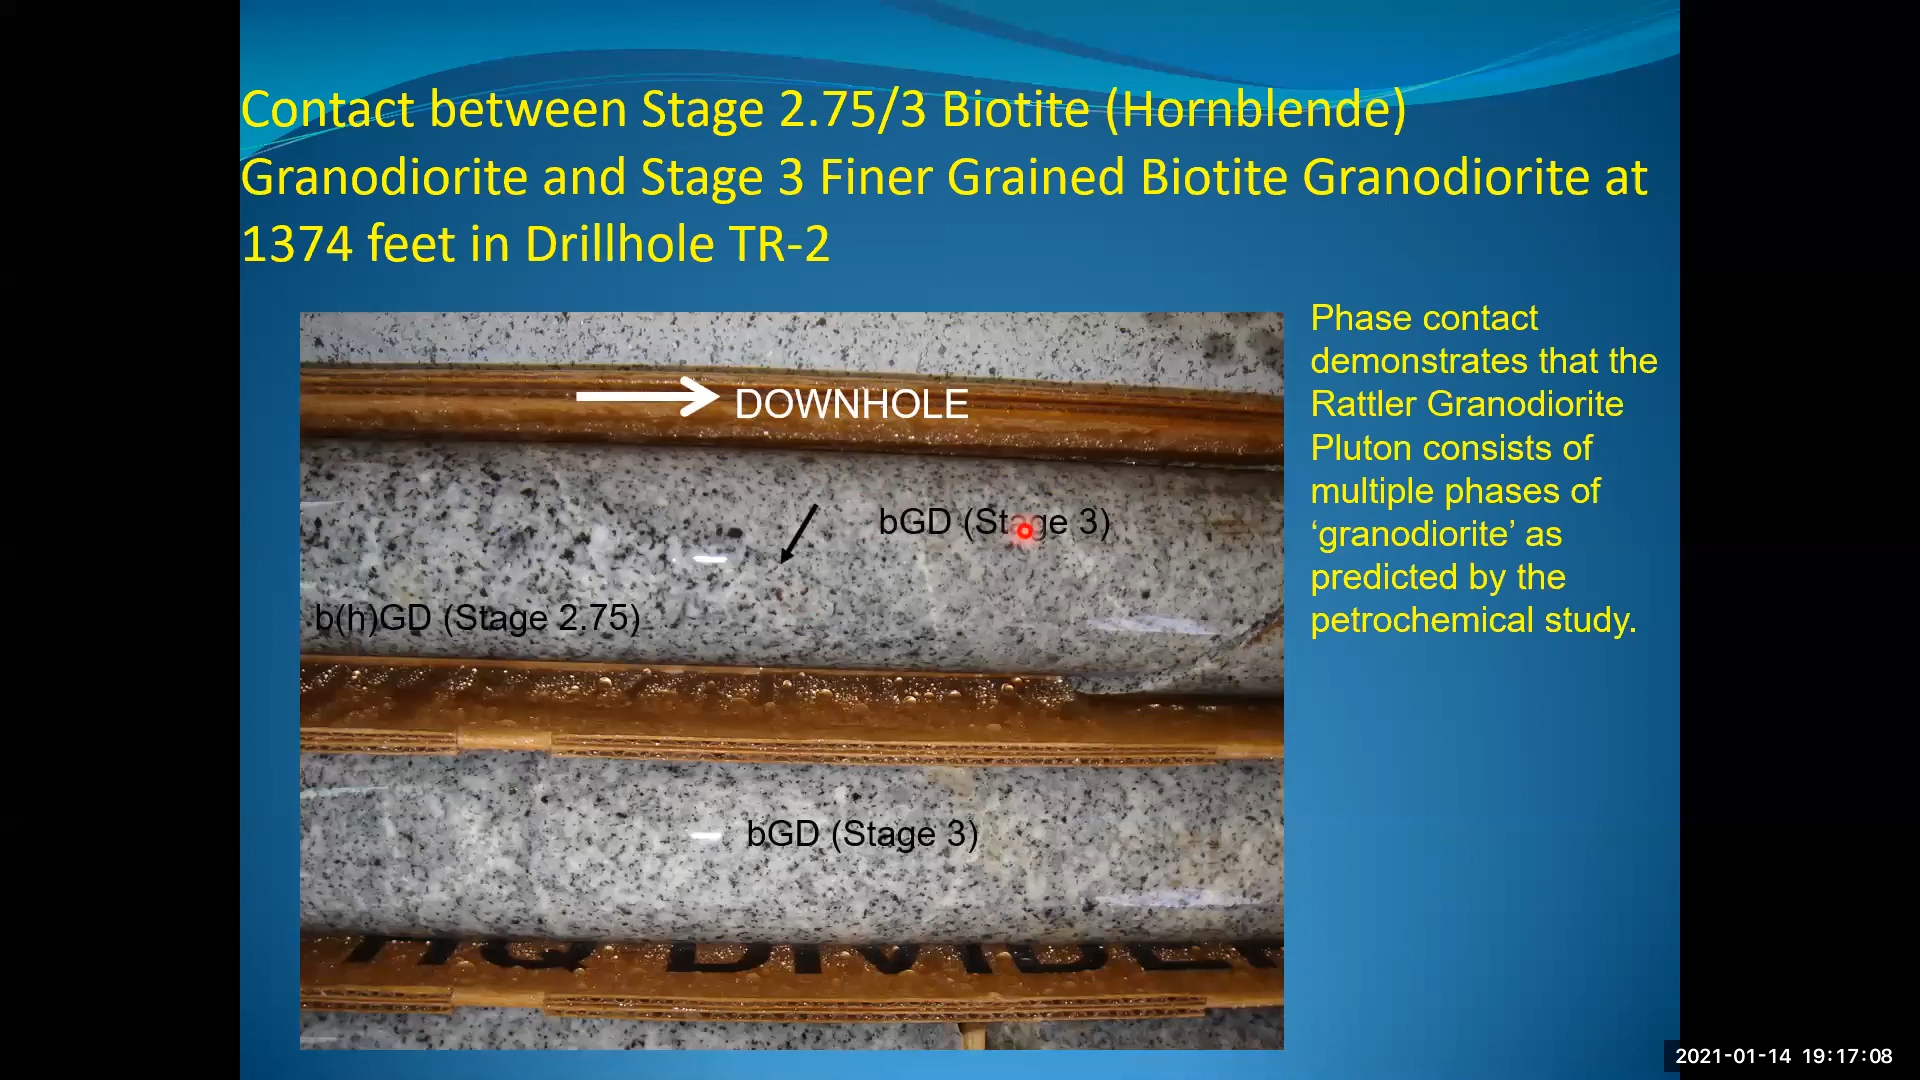 Contact between Stage 2.75/3 Biotite (Hornblende)
Granodiorite and Stage 3 Finer Grained Biotite Granodiorite at
1374 feet in Drillhole TR-2
DOWNHOLE
bGD (Stage 3)
b(h)GD (Stage 2.75)
bGD (Stage 3)
HQ DIVIDER
Phase contact
demonstrates that the
Rattler Granodiorite
Pluton consists of
multiple phases of
‘granodiorite’ as
predicted by the
petrochemical study.
2021-01-14 19:17:08